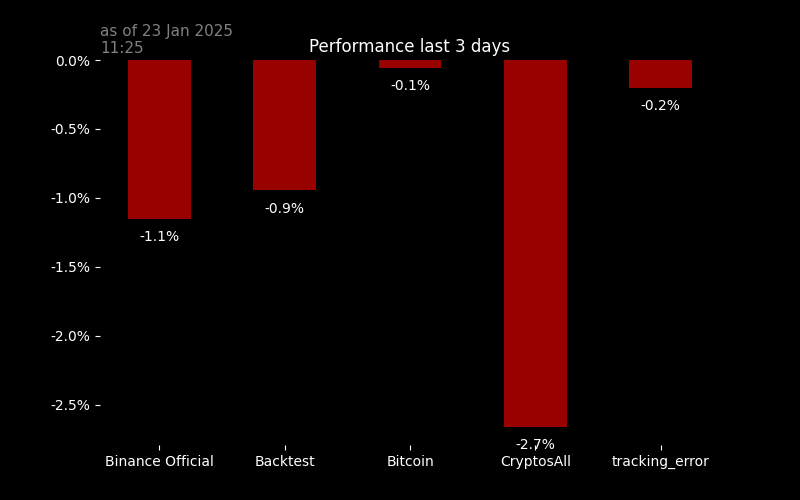 as of 23 Jan 2025
11:25
Performance last 3 days
0.0%
-0.5%
-1.0%
-1.5%
-2.0%
-2.5%
-1.1%
-0.9%
-0.1%
-2.7%
-0.2%
Binance Official
Backtest
Bitcoin
CryptosAll
tracking_error